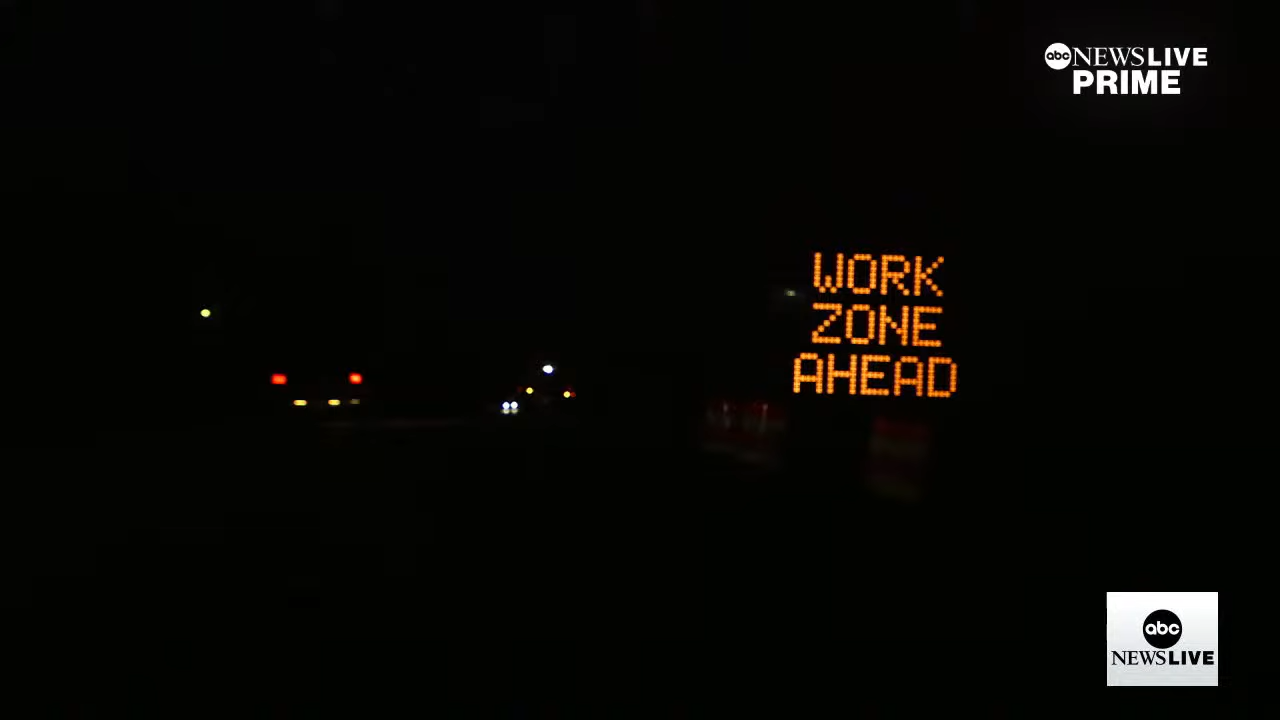 abc NEWS LIVE
PRIME
WORK
ZONE
AHEAD
abc
NEWS LIVE